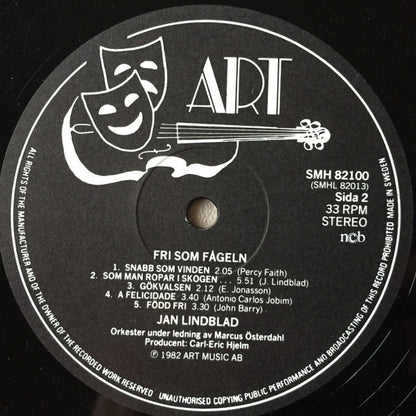 ART
SMH 82100
(SMHL 82013)
Sida 2
33 RPM
STEREO
ncb
FRI SOM FÅGELN
1. SNABB SOM VINDEN 2.05 (Percy Faith)
2. SOM MAN ROPAR I SKOGEN . . . 5.51 (J. Lindblad)
3. GÖKVALSEN 2.12 (E. Jonasson)
4. A FELICIDADE 3.40 (Antonio Carlos Jobim)
5. FÖDD FRI 3.30 (John Barry)
JAN LINDBLAD
Orkester under ledning av Marcus Österdahl
Producent: Carl-Eric Hjelm
Ⓟ 1982 ART MUSIC AB
ALL RIGHTS OF THE MANUFACTURER AND OF THE OWNER OF THE RECORDED WORK RESERVED UNAUTHORISED COPYING PUBLIC PERFORMANCE AND BROADCASTING OF THIS RECORD PROHIBITED MADE IN SWEDEN